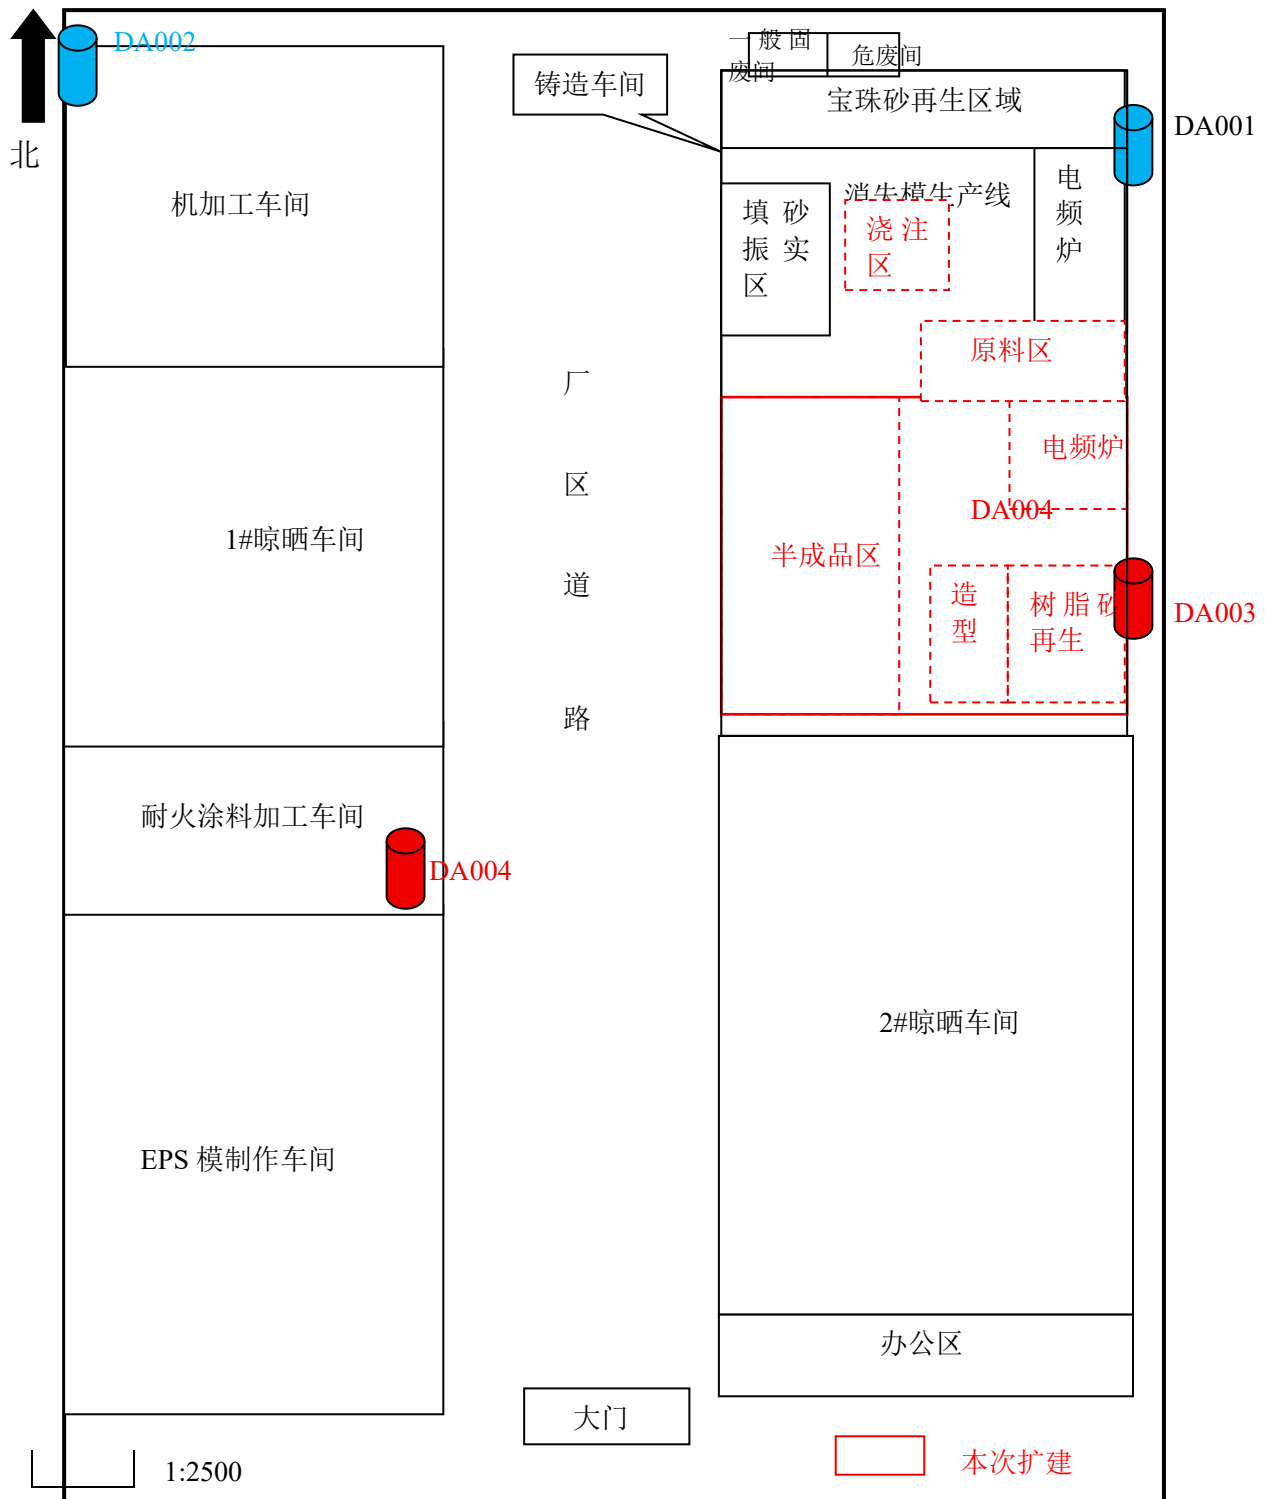 北
DA002
机加工车间
1#晾晒车间
耐火涂料加工车间
DA004
EPS 模制作车间
1:2500
厂
区
道
路
大门
铸造车间
一般固
废间
危废间
宝珠砂再生区域
DA001
消失模生产线
填砂
振实
区
浇注
区
电
频
炉
原料区
电频炉
DA004
半成品区
造
型
树脂砂
再生
DA003
2#晾晒车间
办公区
本次扩建